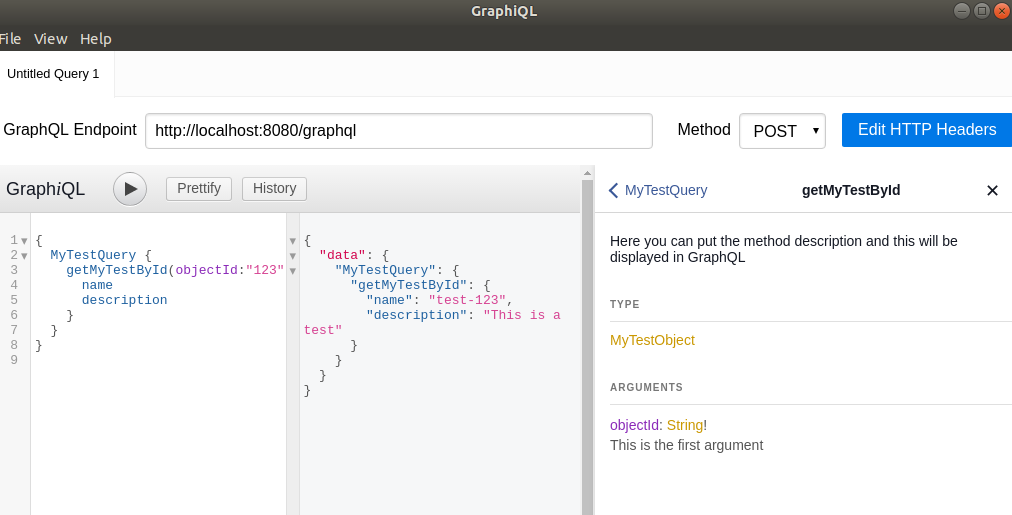 GraphiQL
File View Help
Untitled Query 1
GraphQL Endpoint http://localhost:8080/graphql Method POST Edit HTTP Headers
GraphiQL Prettify History
1 {
2 MyTestQuery {
3 getMyTestById(objectId:"123"
4 name
5 description
6 }
7 }
8 }
9
{
"data": {
"MyTestQuery": {
"getMyTestById": {
"name": "test-123",
"description": "This is a
test"
}
}
}
}
MyTestQuery getMyTestById
Here you can put the method description and this will be
displayed in GraphQL
TYPE
MyTestObject
ARGUMENTS
objectId: String!
This is the first argument